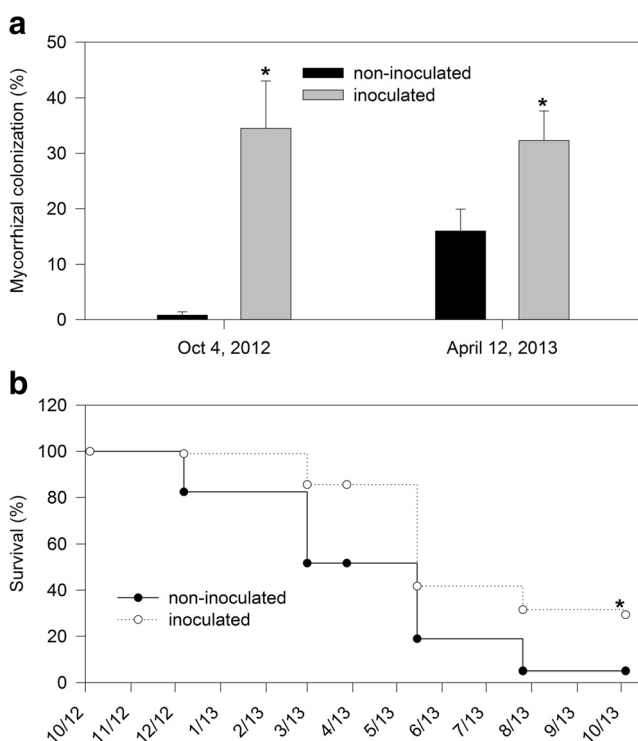 a
Mycorrhizal colonization (%)
50
40
30
20
10
0
*
*
non-inoculated
inoculated
Oct 4, 2012
April 12, 2013
b
Survival (%)
120
100
80
60
40
20
0
non-inoculated
inoculated
*
10/12
11/12
12/12
1/13
2/13
3/13
4/13
5/13
6/13
7/13
8/13
9/13
10/13